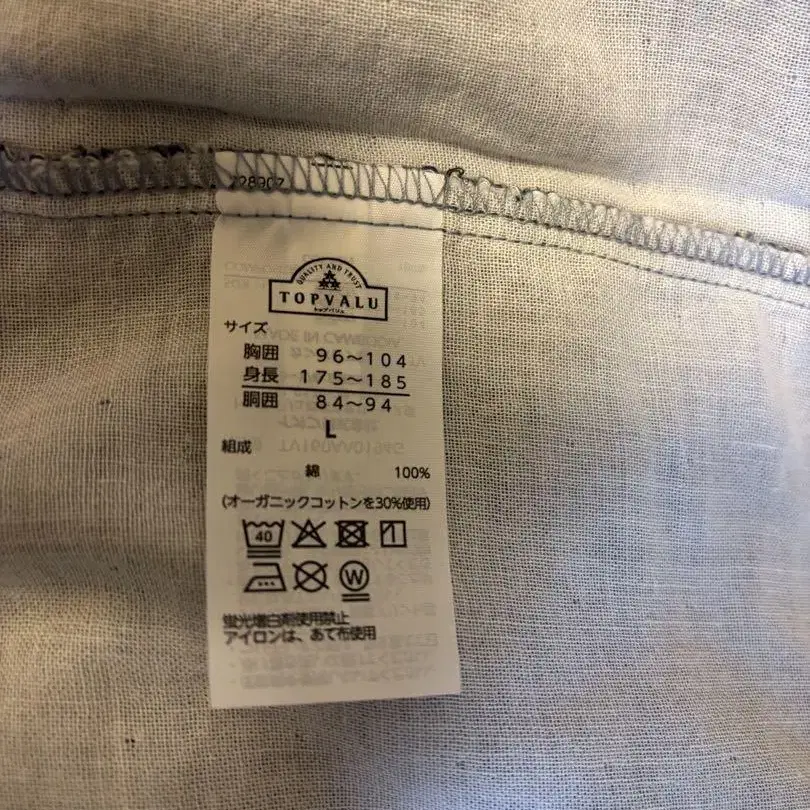 728907
QUALITY AND TRUST
TOPVALU
トップバリュ
サイズ
胸囲 96~104
身長 175~185
胴囲 84~94
L
組成
綿 100%
(オーガニックコットンを30%使用)
40
W
蛍光増白剤使用禁止
アイロンは、あて布使用